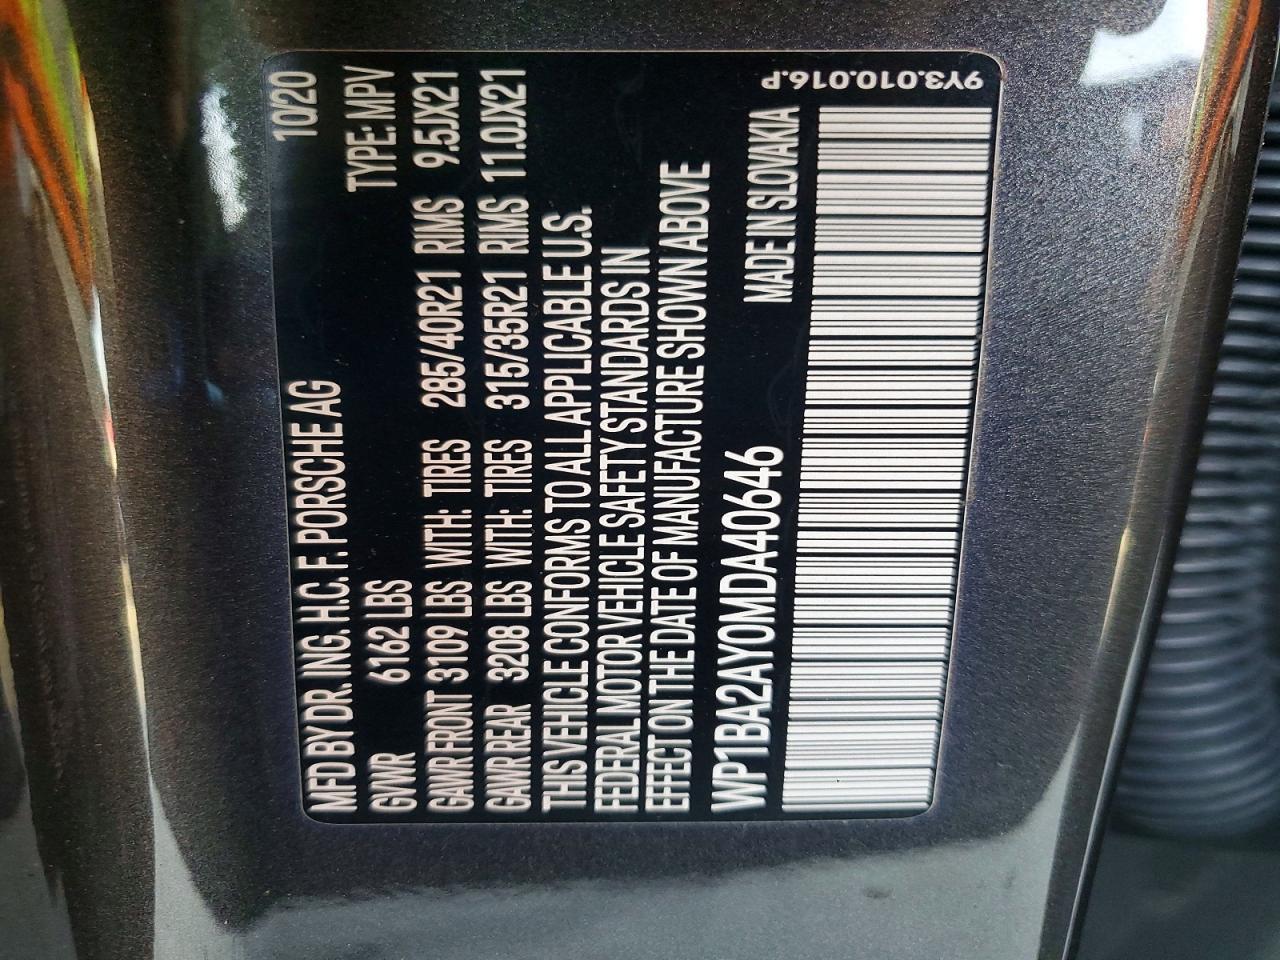 MFD BY DR. ING. H.C. F. PORSCHE AG 10/20
GVWR 6162 LBS TYPE: MPV
GAWR FRONT 3109 LBS WITH: TIRES 285/40R21 RIMS 9.5JX21
GAWR REAR 3208 LBS WITH: TIRES 315/35R21 RIMS 11.0JX21
THIS VEHICLE CONFORMS TO ALL APPLICABLE U.S.
FEDERAL MOTOR VEHICLE SAFETY STANDARDS IN
EFFECT ON THE DATE OF MANUFACTURE SHOWN ABOVE
WP1BA2AY0MDA40646 MADE IN SLOVAKIA
9Y3.010.016.P